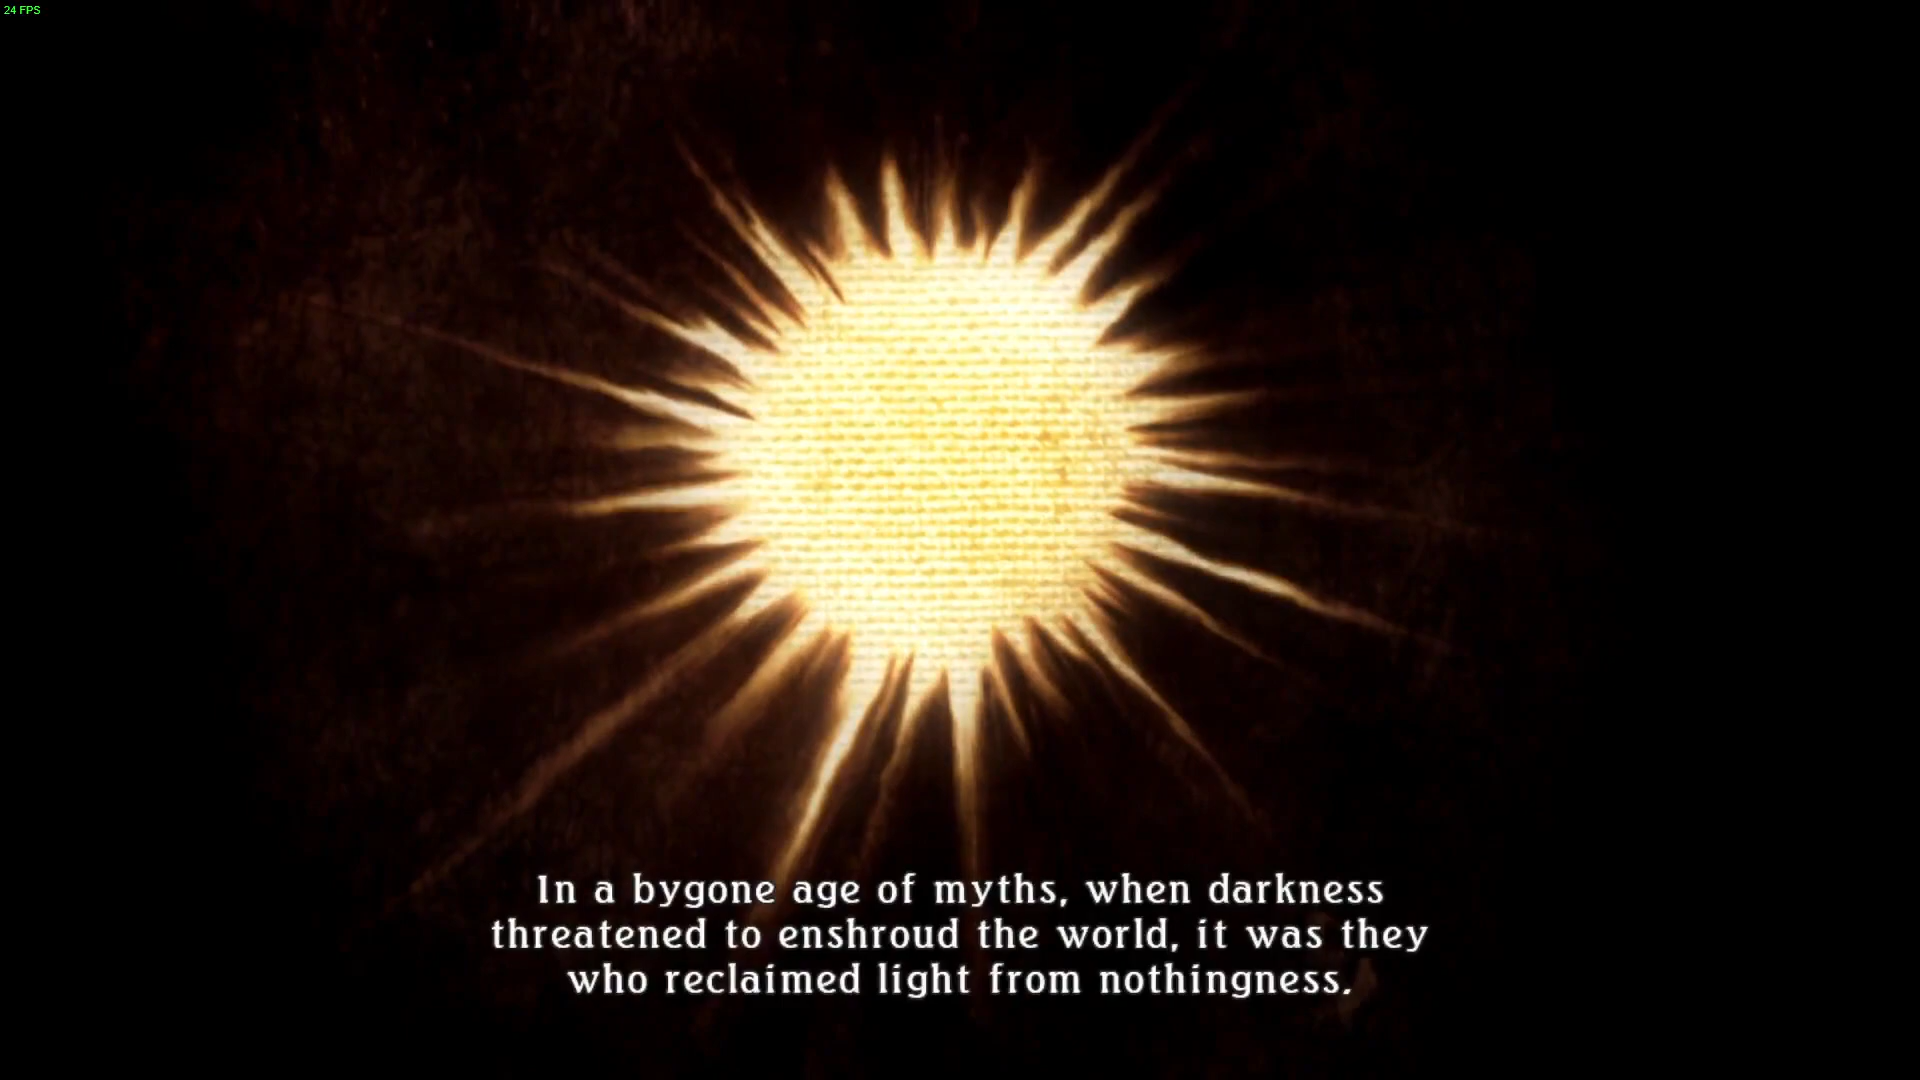 24 FPS
In a bygone age of myths, when darkness
threatened to enshroud the world, it was they
who reclaimed light from nothingness.